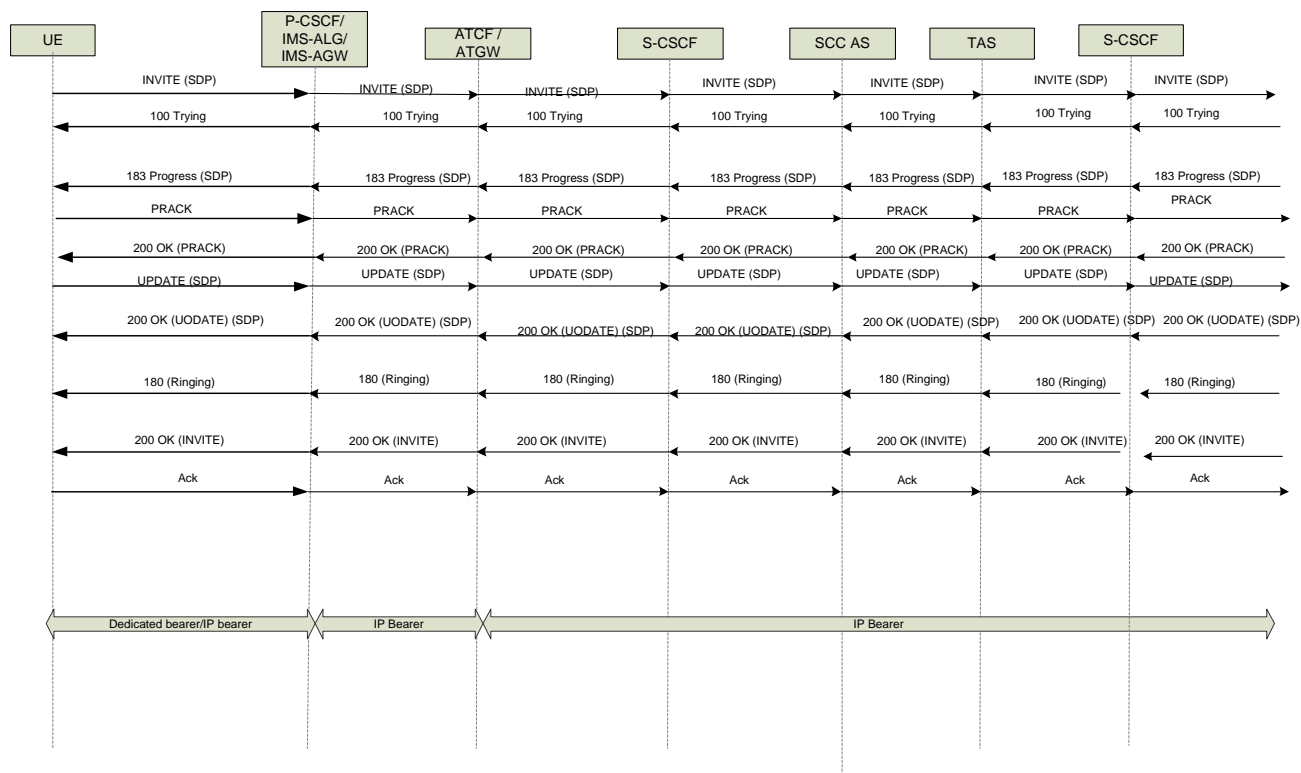 UE
P-CSCF/
IMS-ALG/
IMS-AGW
ATCF /
ATGW
S-CSCF
SCC AS
TAS
S-CSCF
INVITE (SDP)
INVITE (SDP)
INVITE (SDP)
INVITE (SDP)
INVITE (SDP)
INVITE (SDP)
INVITE (SDP)
100 Trying
100 Trying
100 Trying
100 Trying
100 Trying
100 Trying
100 Trying
183 Progress (SDP)
183 Progress (SDP)
183 Progress (SDP)
183 Progress (SDP)
183 Progress (SDP)
183 Progress (SDP)
183 Progress (SDP)
PRACK
PRACK
PRACK
PRACK
PRACK
PRACK
PRACK
200 OK (PRACK)
200 OK (PRACK)
200 OK (PRACK)
200 OK (PRACK)
200 OK (PRACK)
200 OK (PRACK)
200 OK (PRACK)
UPDATE (SDP)
UPDATE (SDP)
UPDATE (SDP)
UPDATE (SDP)
UPDATE (SDP)
UPDATE (SDP)
UPDATE (SDP)
200 OK (UODATE) (SDP)
200 OK (UODATE) (SDP)
200 OK (UODATE) (SDP)
200 OK (UODATE) (SDP)
200 OK (UODATE) (SDP)
200 OK (UODATE) (SDP)
200 OK (UODATE) (SDP)
180 (Ringing)
180 (Ringing)
180 (Ringing)
180 (Ringing)
180 (Ringing)
180 (Ringing)
180 (Ringing)
200 OK (INVITE)
200 OK (INVITE)
200 OK (INVITE)
200 OK (INVITE)
200 OK (INVITE)
200 OK (INVITE)
200 OK (INVITE)
Ack
Ack
Ack
Ack
Ack
Ack
Ack
Dedicated bearer/IP bearer
IP Bearer
IP Bearer